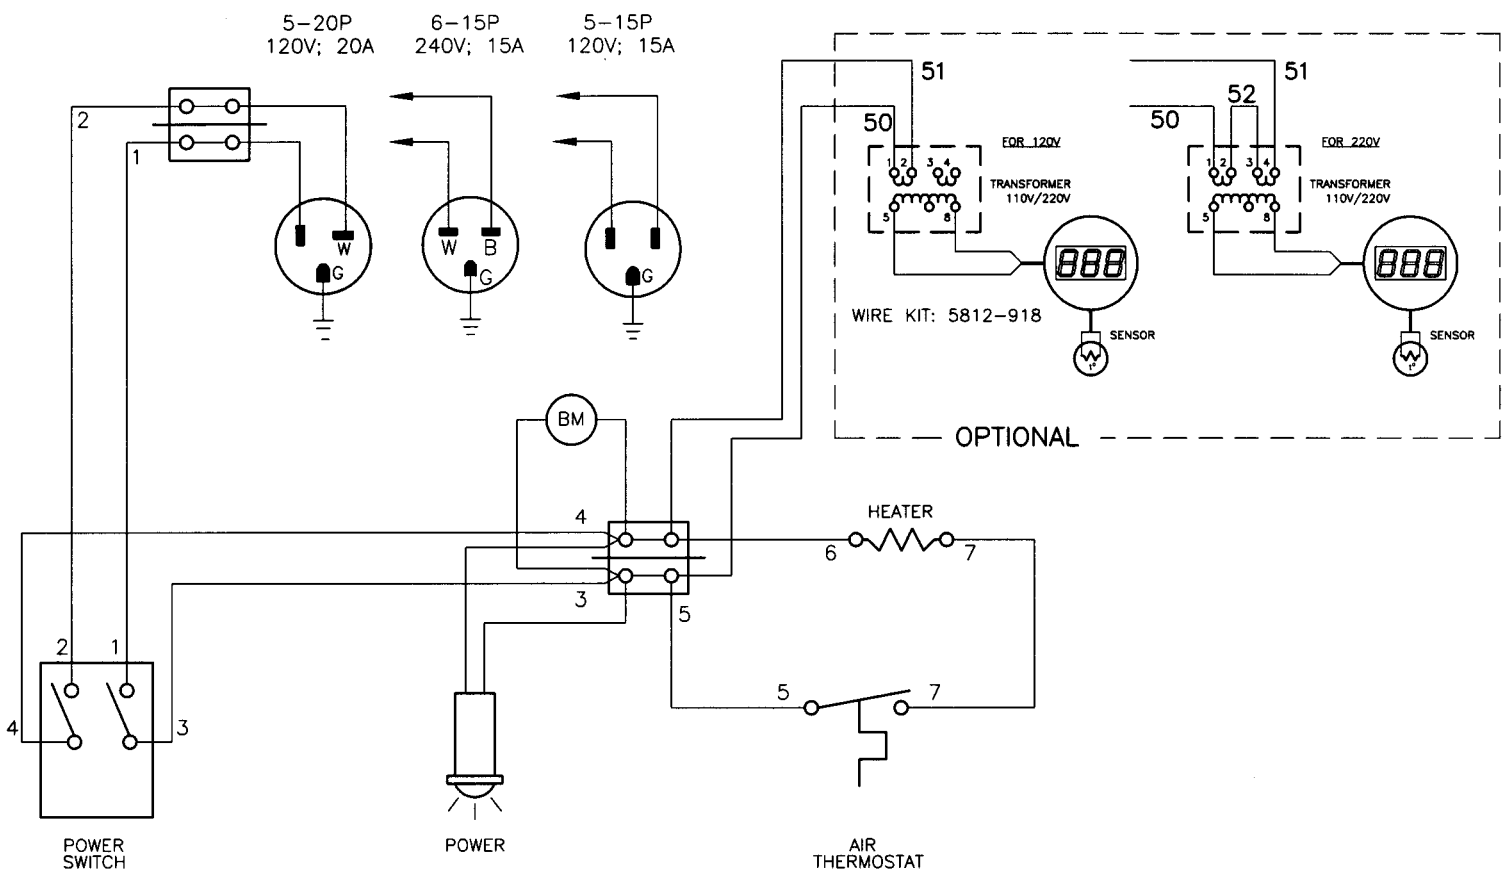 5-20P
120V; 20A
6-15P
240V; 15A
5-15P
120V; 15A
2
1
W
G
W
B
G
G
51
50
FOR 120V
1 2 3 4
TRANSFORMER
110V/220V
5 8
888
SENSOR
t°
WIRE KIT: 5812-918
51
52
50
FOR 220V
1 2 3 4
TRANSFORMER
110V/220V
5 8
888
SENSOR
t°
OPTIONAL
BM
4
3
5
HEATER
6
7
2
1
4
3
5
7
POWER
SWITCH
POWER
AIR
THERMOSTAT